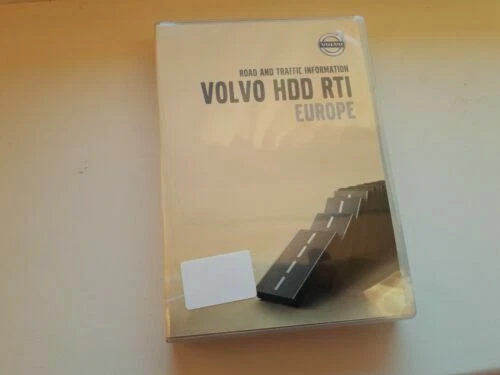 VOLVO
ROAD AND TRAFFIC INFORMATION
VOLVO HDD RTI
EUROPE